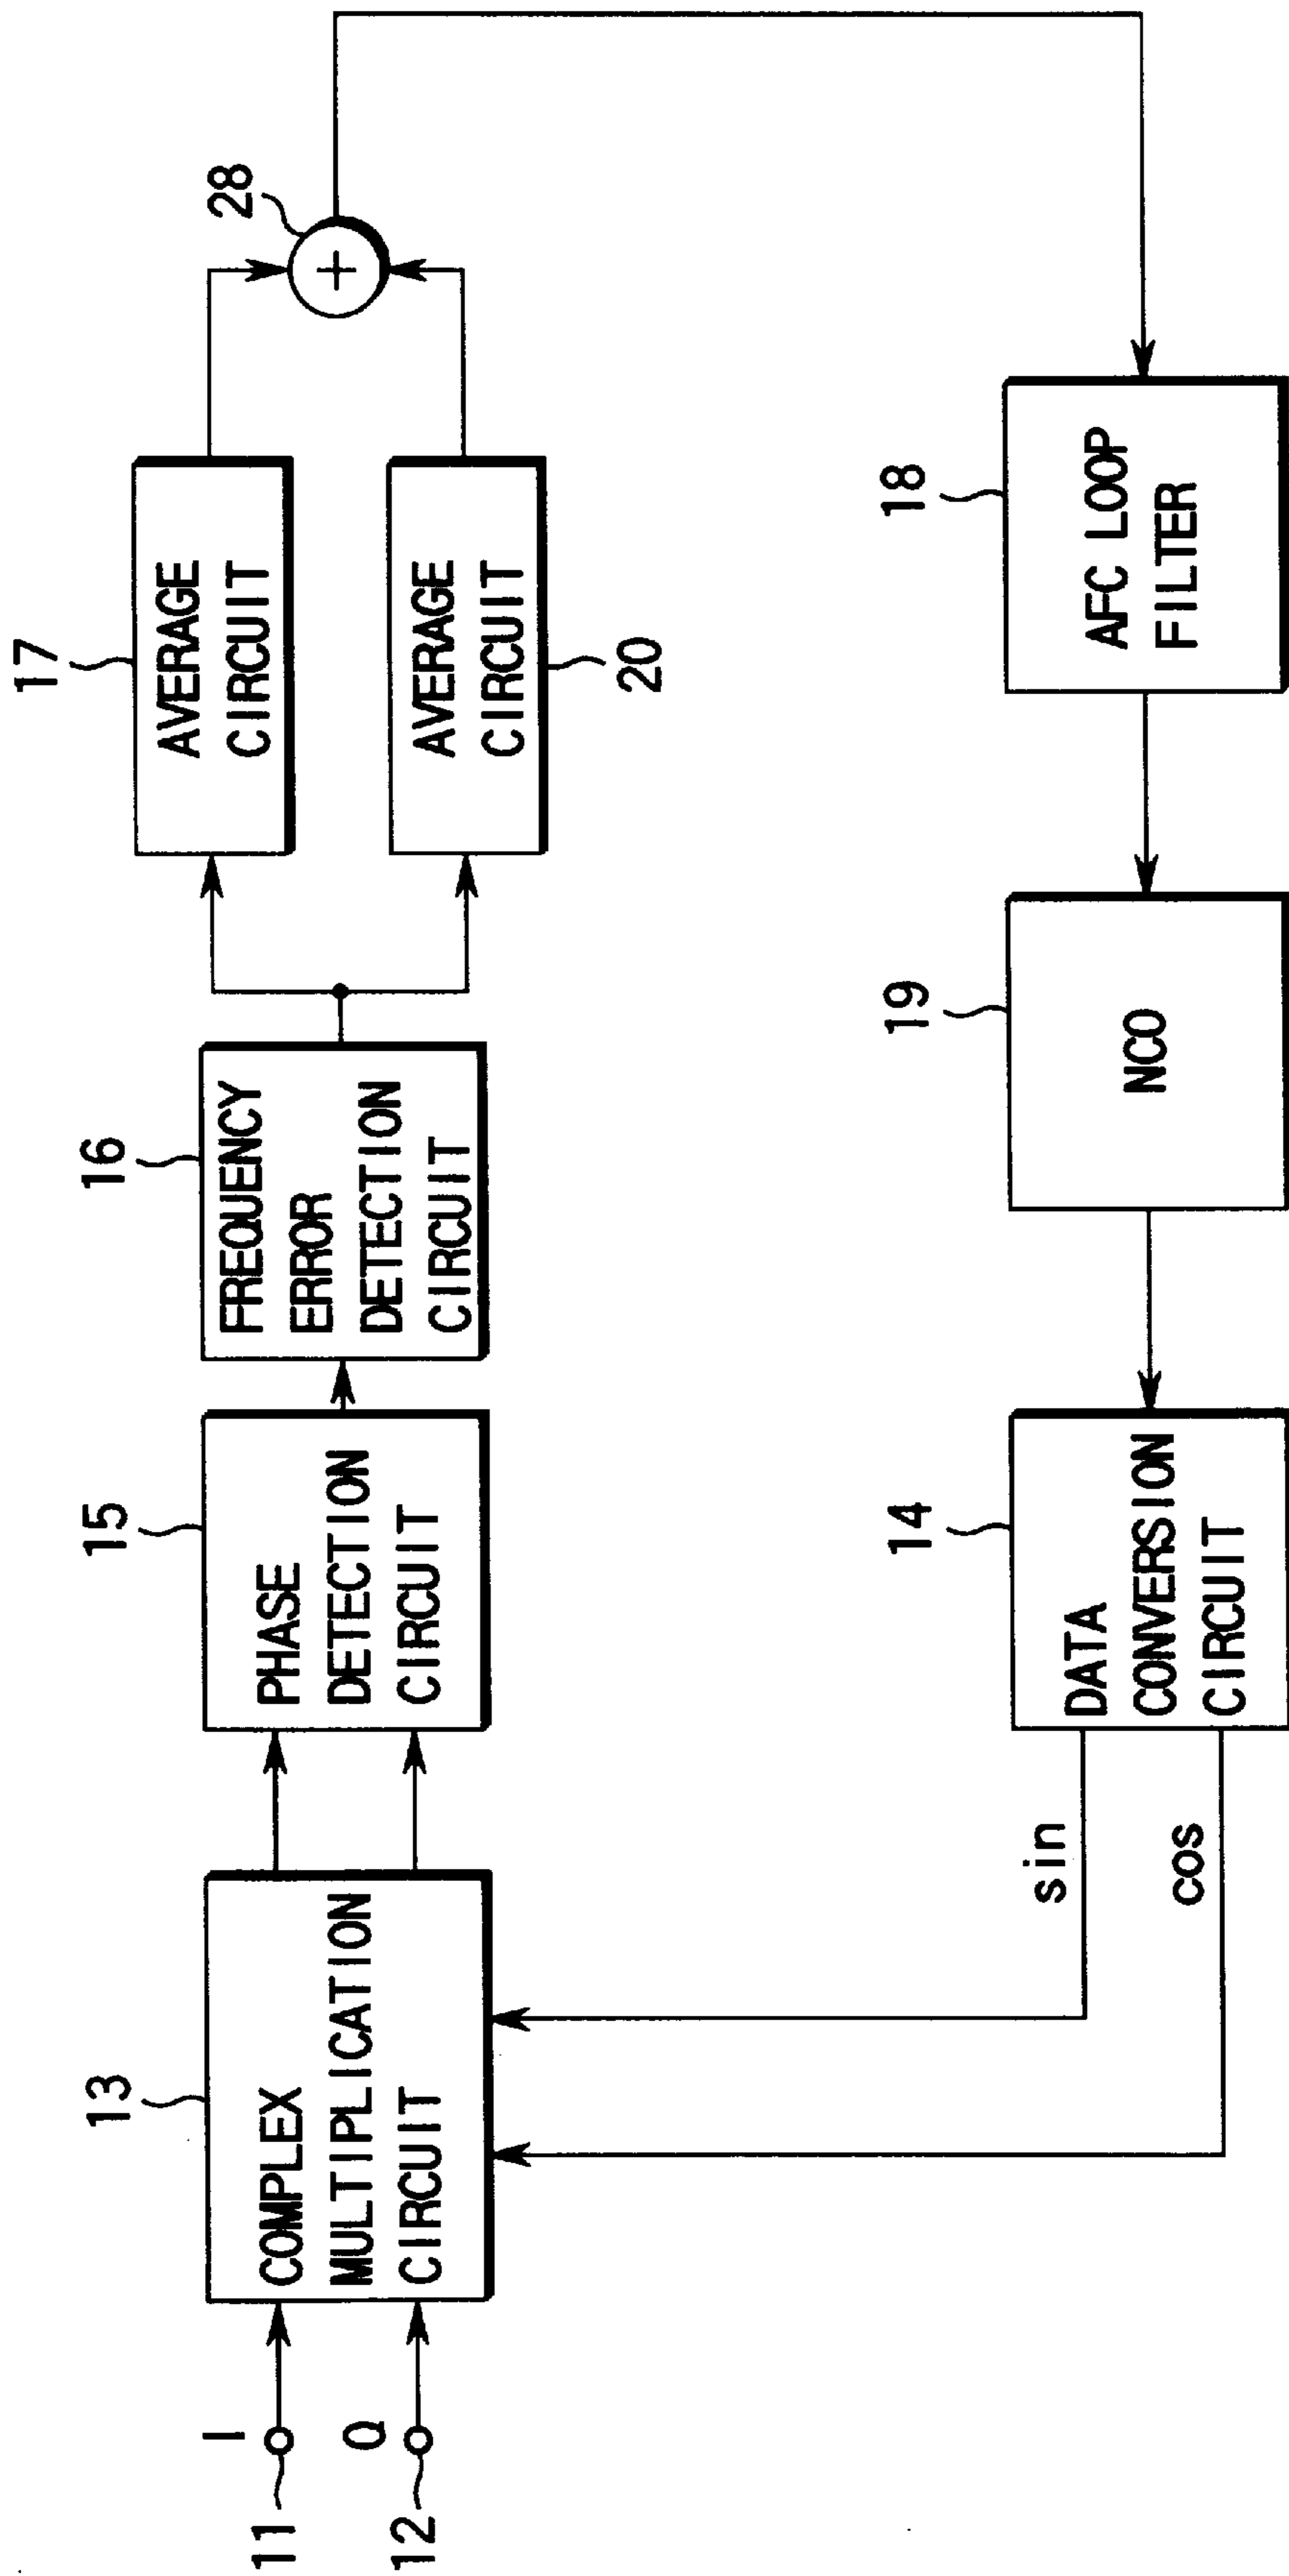 11
I
12
Q
13
COMPLEX
MULTIPLICATION
CIRCUIT
15
PHASE
DETECTION
CIRCUIT
16
FREQUENCY
ERROR
DETECTION
CIRCUIT
17
AVERAGE
CIRCUIT
AVERAGE
CIRCUIT
20
28
+
sin
cos
14
DATA
CONVERSION
CIRCUIT
19
NCO
18
AFC LOOP
FILTER